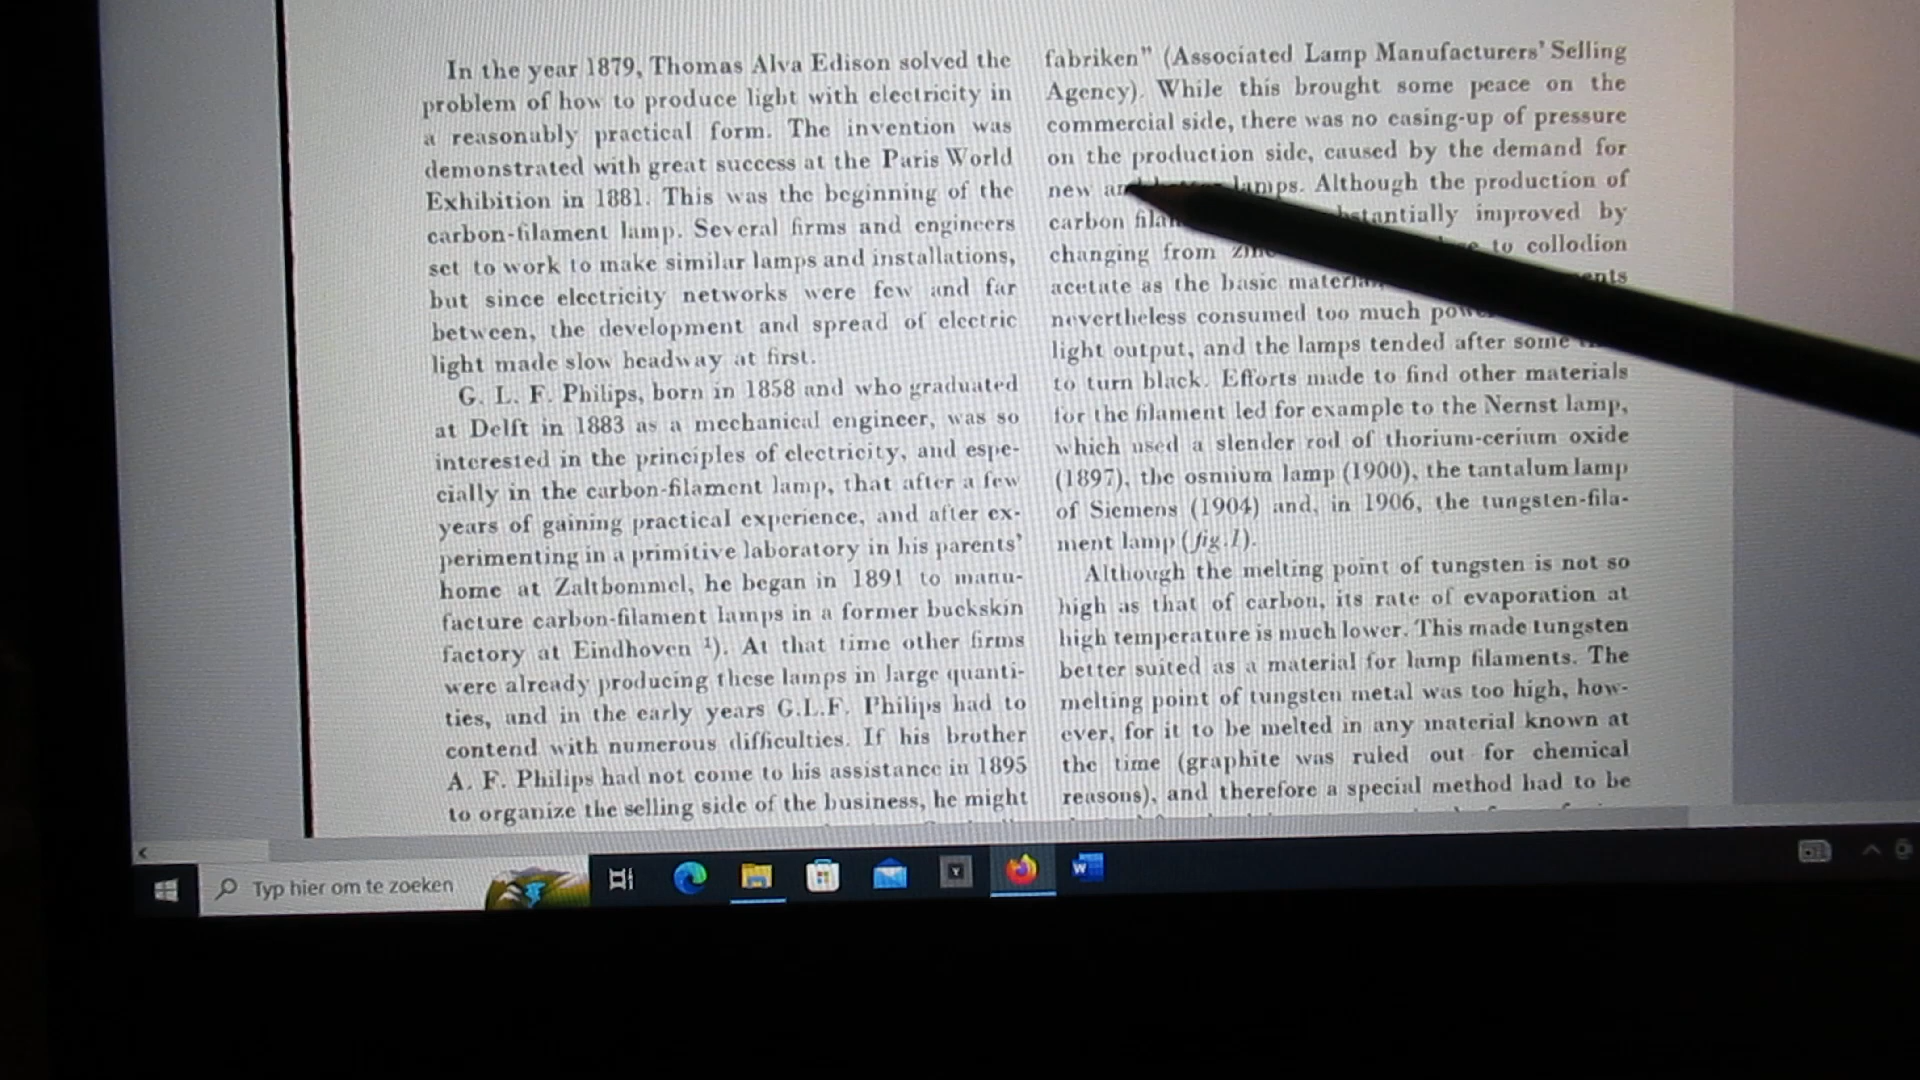 In the year 1879, Thomas Alva Edison solved the
problem of how to produce light with electricity in
a reasonably practical form. The invention was
demonstrated with great success at the Paris World
Exhibition in 1881. This was the beginning of the
carbon-filament lamp. Several firms and engineers
set to work to make similar lamps and installations,
but since electricity networks were few and far
between, the development and spread of electric
light made slow headway at first.
G. L. F. Philips, born in 1858 and who graduated
at Delft in 1883 as a mechanical engineer, was so
interested in the principles of electricity, and espe-
cially in the carbon-filament lamp, that after a few
years of gaining practical experience, and after ex-
perimenting in a primitive laboratory in his parents'
home at Zaltbommel, he began in 1891 to manu-
facture carbon-filament lamps in a former buckskin
factory at Eindhoven ¹). At that time other firms
were already producing these lamps in large quanti-
ties, and in the early years G.L.F. Philips had to
contend with numerous difficulties. If his brother
A. F. Philips had not come to his assistance in 1895
to organize the selling side of the business, he might
fabriken” (Associated Lamp Manufacturers' Selling
Agency). While this brought some peace on the
commercial side, there was no easing-up of pressure
on the production side, caused by the demand for
new lamps. Although the production of
carbon improved by
changing from to collodion
acetate as the basic
nevertheless consumed too much
light output, and the lamps tended after some
to turn black. Efforts made to find other materials
for the filament led for example to the Nernst lamp,
which used a slender rod of thorium-cerium oxide
(1897), the osmium lamp (1900), the tantalum lamp
of Siemens (1904) and, in 1906, the tungsten-fila-
ment lamp (fig.1).
Although the melting point of tungsten is not so
high as that of carbon, its rate of evaporation at
high temperature is much lower. This made tungsten
better suited as a material for lamp filaments. The
melting point of tungsten metal was too high, how-
ever, for it to be melted in any material known at
the time (graphite was ruled out for chemical
reasons), and therefore a special method had to be
Typ hier om te zoeken